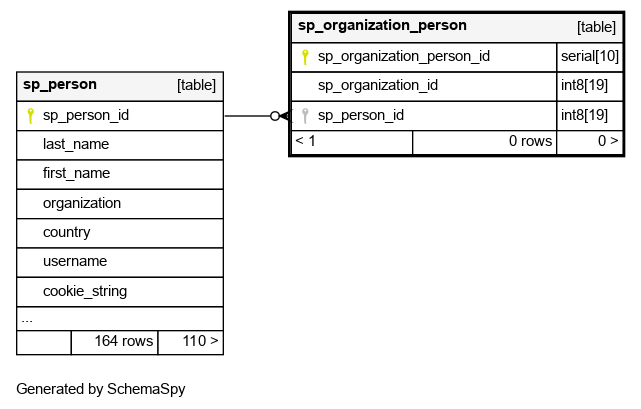 sp_organization_person [table]
sp_organization_person_id serial[10]
sp_organization_id int8[19]
sp_person_id int8[19]
< 1 0 rows 0 >
sp_person [table]
sp_person_id
last_name
first_name
organization
country
username
cookie_string
...
164 rows 110 >
Generated by SchemaSpy